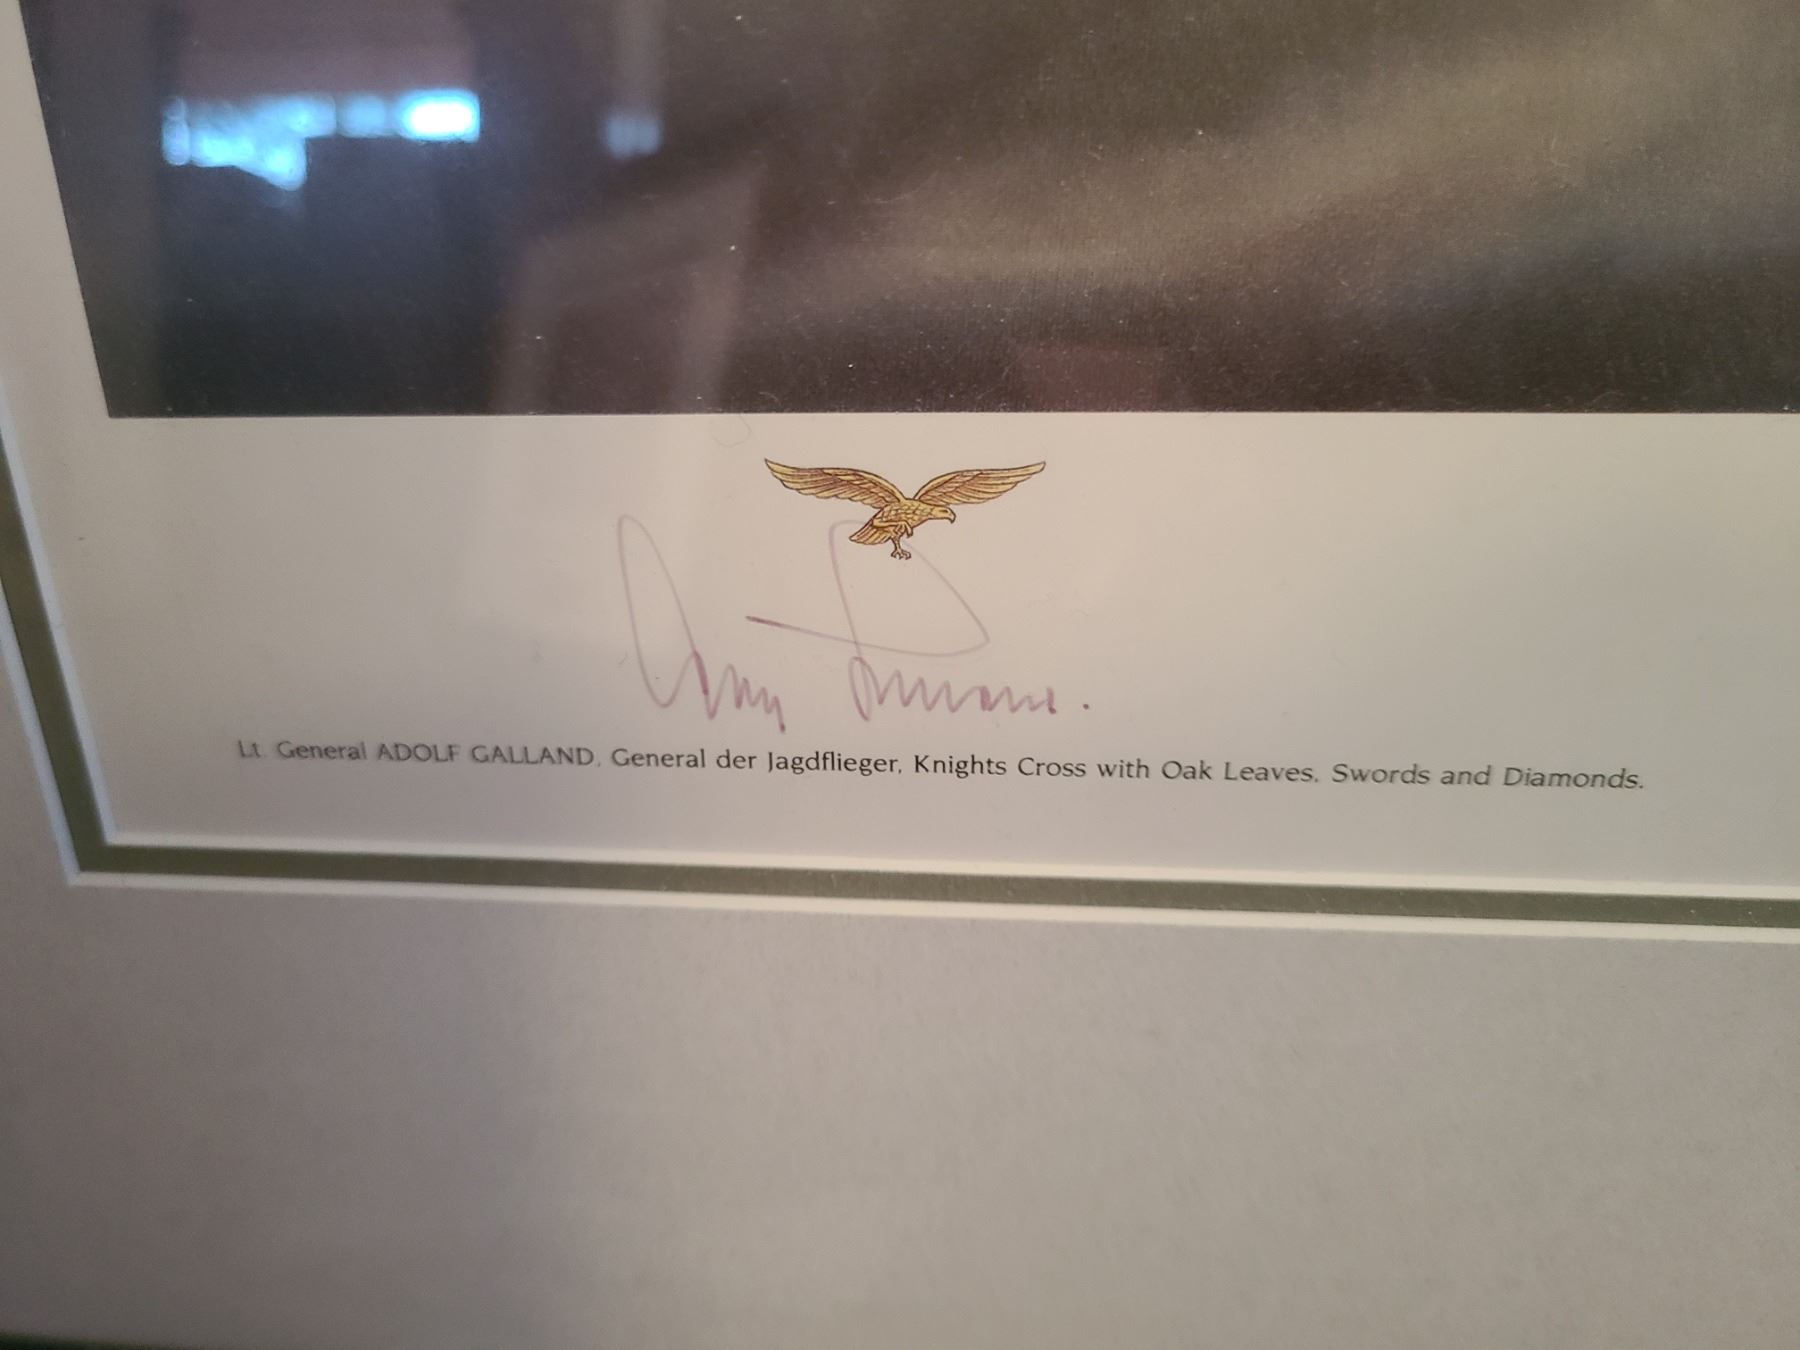 Lt. General ADOLF GALLAND, General der Jagdflieger, Knights Cross with Oak Leaves, Swords and Diamonds.